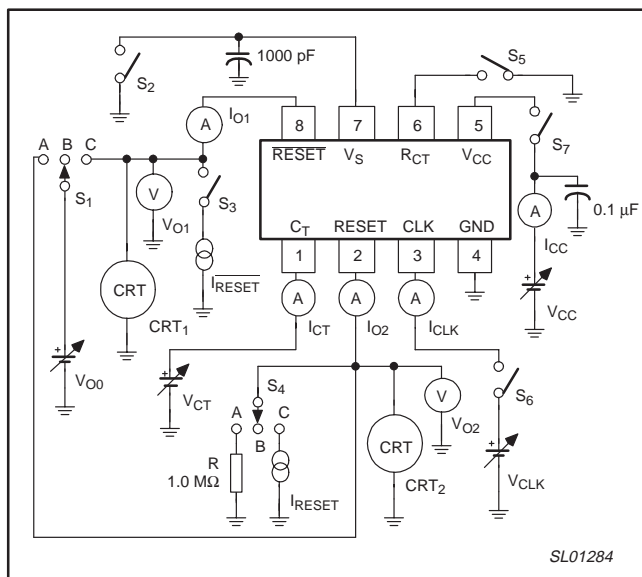 1000 pF
S5
S2
IO1
A
8
7
6
5
RESET
VS
RCT
VCC
S7
A
B
C
S1
V
VO1
S3
A
0.1 μF
ICC
CT
RESET
CLK
GND
1
2
3
4
CRT
CRT1
IRESET
A
A
A
ICT
IO2
ICLK
+
VCC
+
VO0
+
VCT
S4
A
B
C
V
VO2
S6
R
1.0 MΩ
IRESET
CRT
CRT2
+
VCLK
SL01284